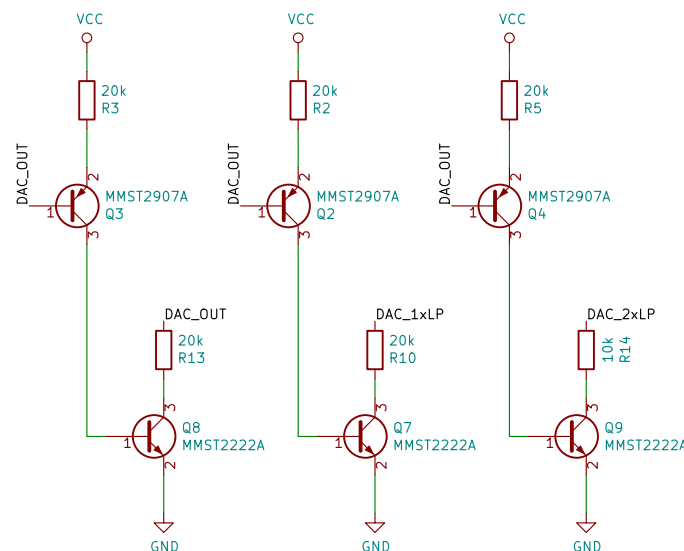 VCC
VCC
VCC
20k
R3
20k
R2
20k
R5
DAC_OUT
DAC_OUT
DAC_OUT
2
2
2
MMST2907A
Q3
MMST2907A
Q2
MMST2907A
Q4
1
1
1
3
3
3
DAC_OUT
DAC_1xLP
DAC_2xLP
20k
R13
20k
R10
10k
R14
3
3
3
Q8
MMST2222A
Q7
MMST2222A
Q9
MMST2222A
1
1
1
2
2
2
GND
GND
GND